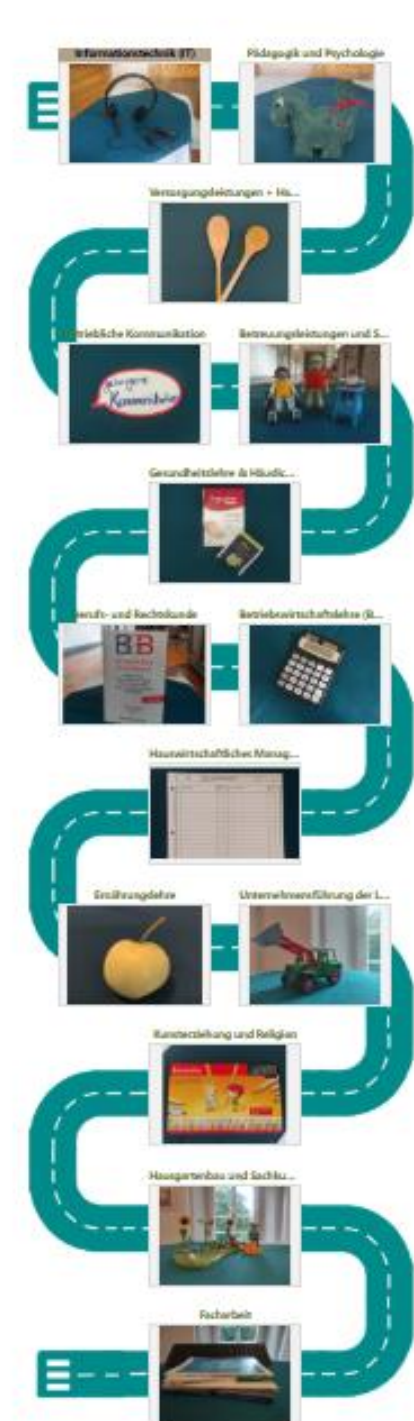 Informationstechnik (IT)
Pädagogik und Psychologie
Versorgungsleistungen + Ha...
Betriebliche Kommunikation
Betreuungsleistungen und S...
Gesundheitslehre & Häuslic...
Berufs- und Rechtskunde
BGB
Betriebswirtschaftslehre (B...
Hauswirtschaftliches Manag...
Ernährungslehre
Unternehmensführung der L...
Kunsterziehung und Religion
Hausgartenbau und Sachku...
Facharbeit